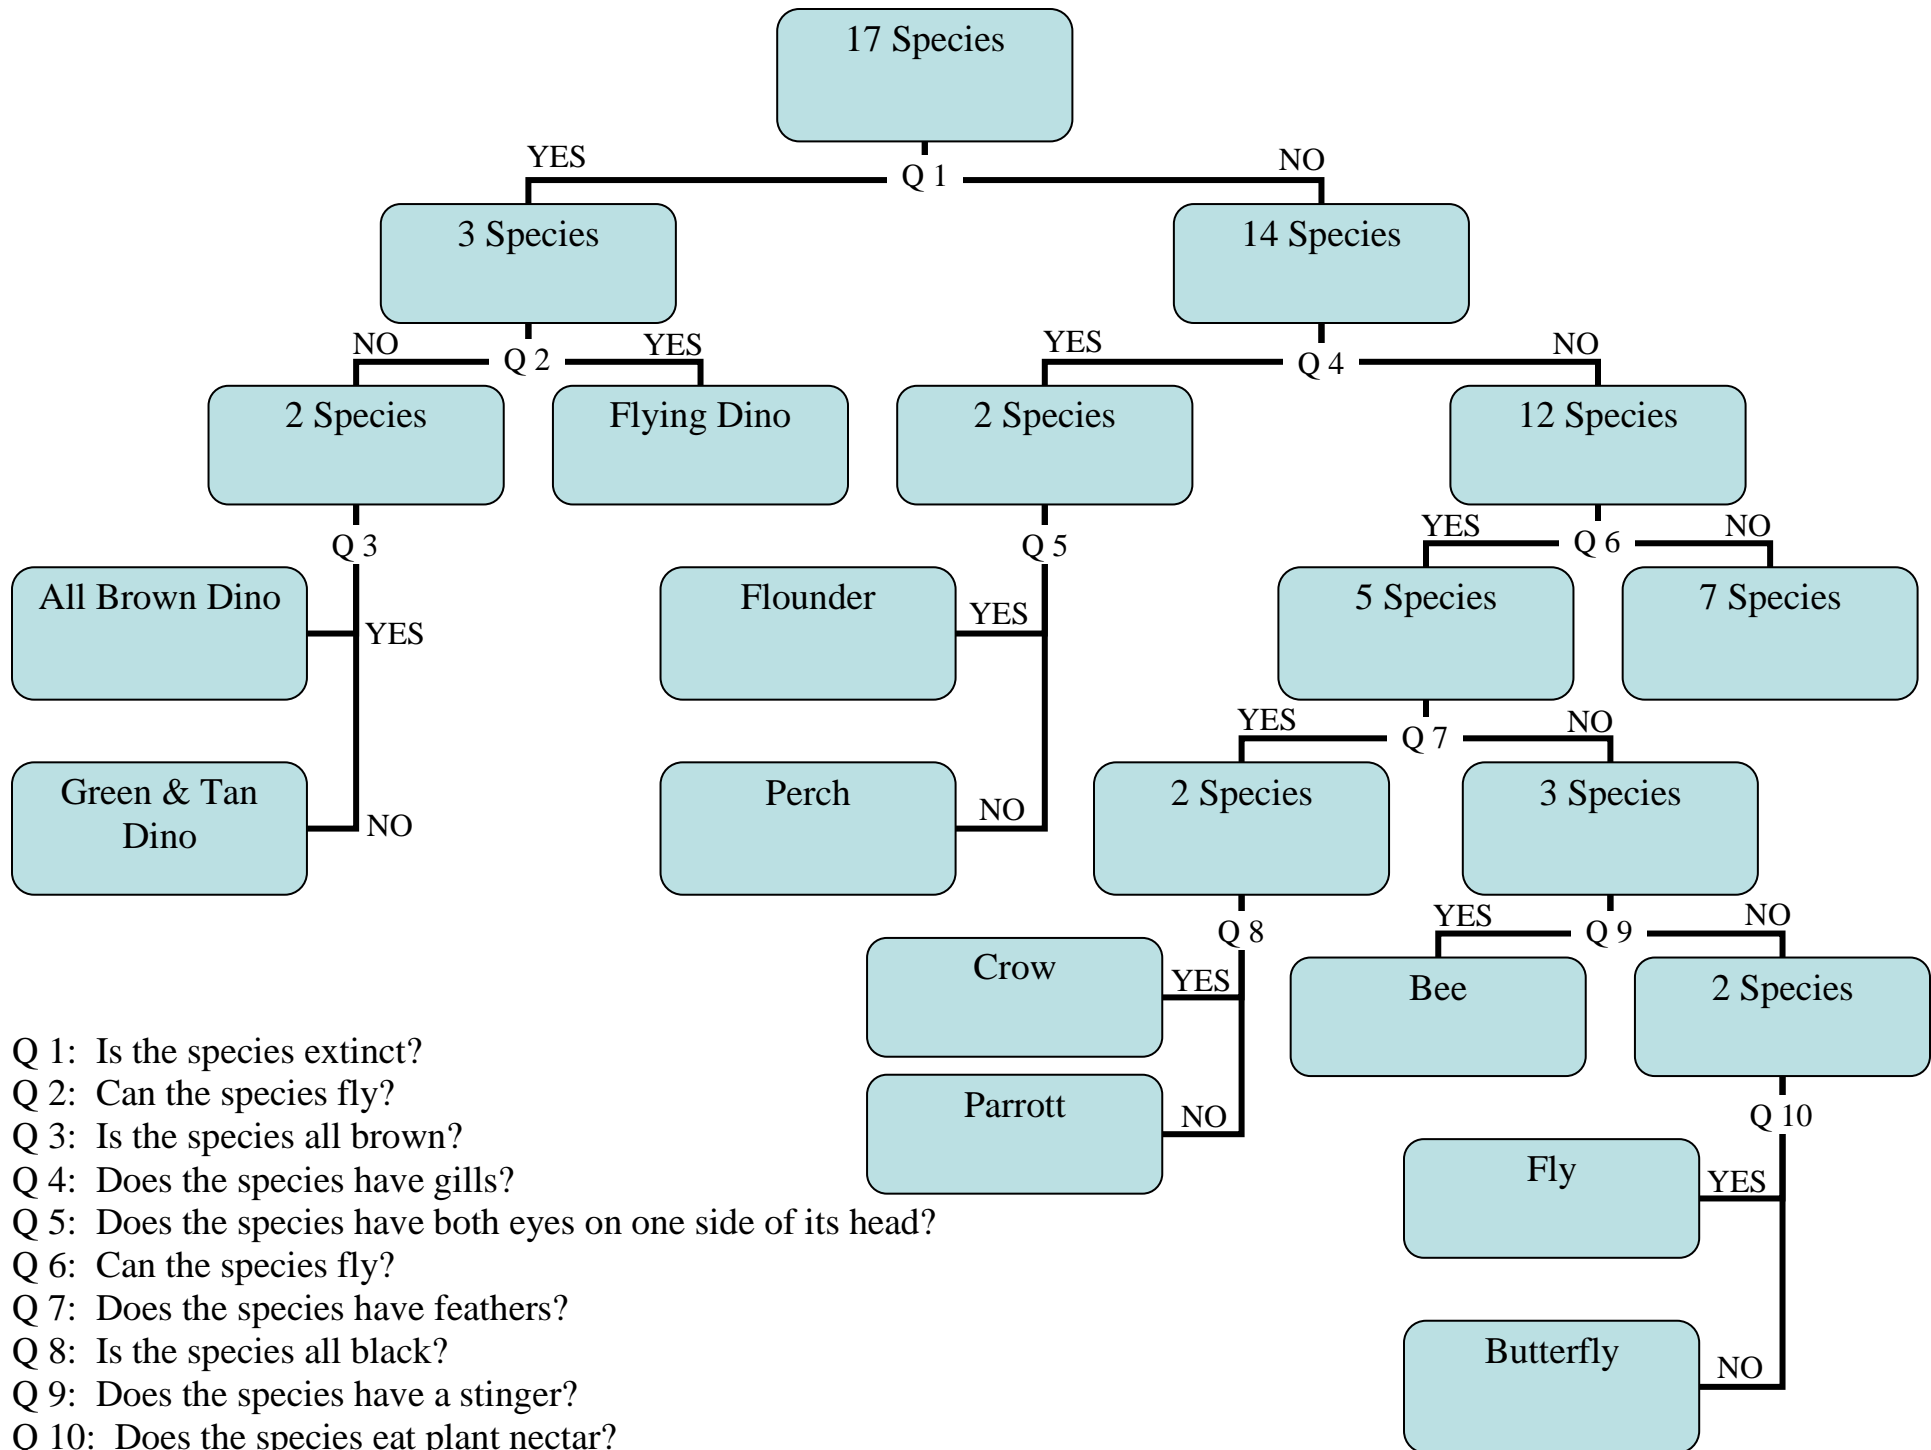 17 Species
YES
NO
Q 1
3 Species
14 Species
NO
YES
Q 2
YES
NO
Q 4
2 Species
Flying Dino
2 Species
12 Species
Q 3
Q 5
YES
NO
Q 6
All Brown Dino
YES
Flounder
YES
5 Species
7 Species
YES
NO
Q 7
Green & Tan
Dino
NO
Perch
NO
2 Species
3 Species
Q 8
YES
NO
Q 9
Crow
YES
Bee
2 Species
Parrott
NO
Q 10
Fly
YES
Butterfly
NO
Q 1:  Is the species extinct?
Q 2:  Can the species fly?
Q 3:  Is the species all brown?
Q 4:  Does the species have gills?
Q 5:  Does the species have both eyes on one side of its head?
Q 6:  Can the species fly?
Q 7:  Does the species have feathers?
Q 8:  Is the species all black?
Q 9:  Does the species have a stinger?
Q 10:  Does the species eat plant nectar?